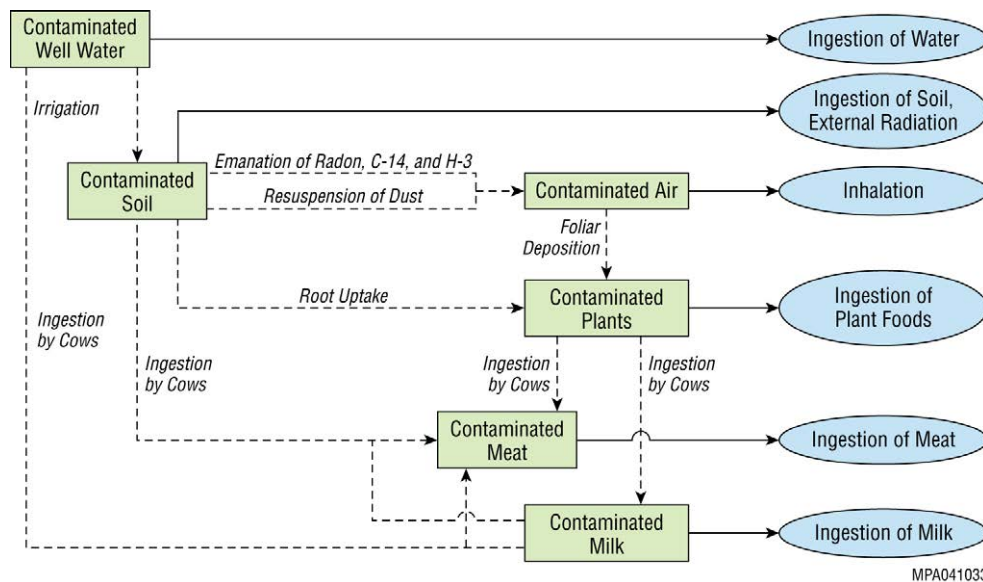 Contaminated
Well Water
Ingestion of Water
Irrigation
Ingestion of Soil,
External Radiation
Emanation of Radon, C-14, and H-3
Contaminated
Soil
Resuspension of Dust
Contaminated Air
Inhalation
Foliar
Deposition
Root Uptake
Contaminated
Plants
Ingestion of
Plant Foods
Ingestion
by Cows
Ingestion
by Cows
Ingestion
by Cows
Ingestion
by Cows
Contaminated
Meat
Ingestion of Meat
Contaminated
Milk
Ingestion of Milk
MPA041033